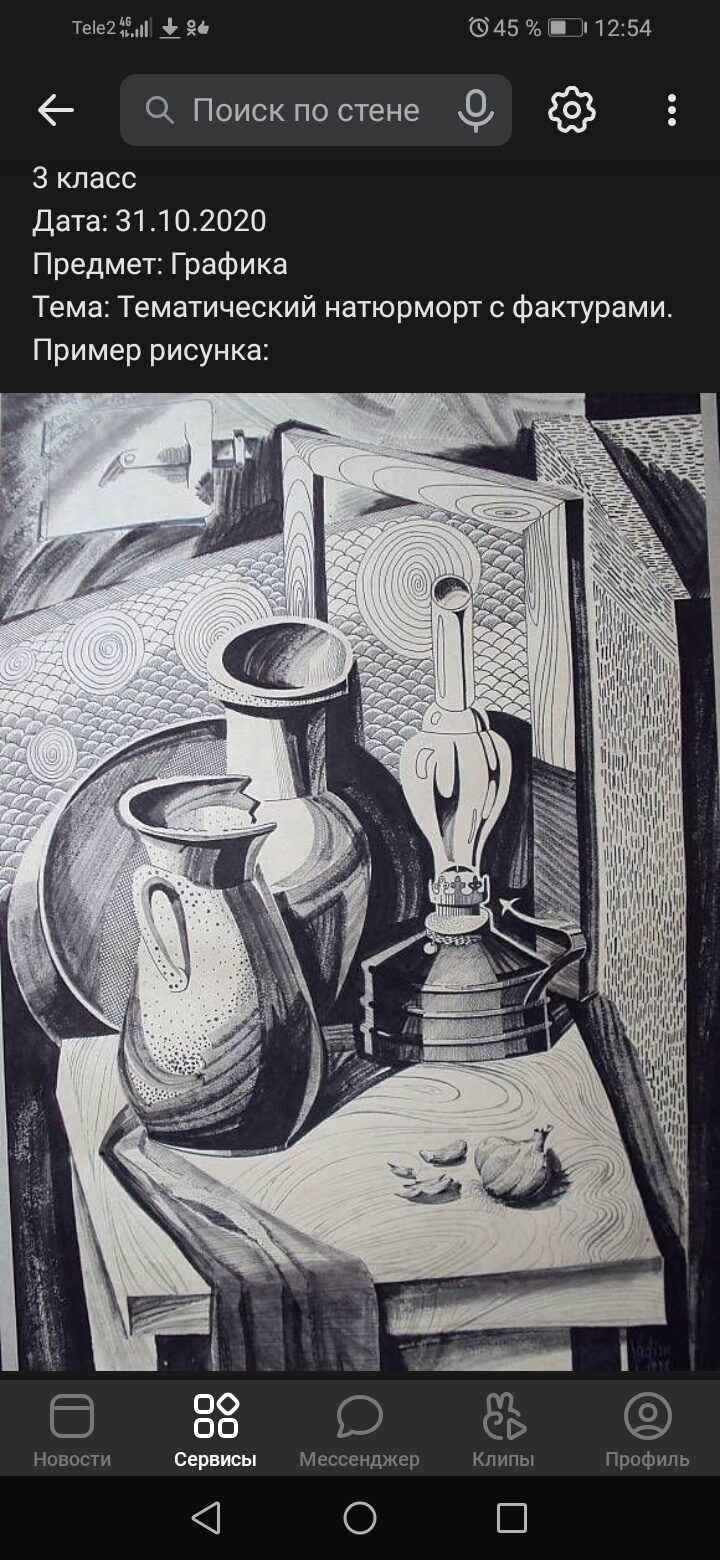 Tele2 4G 45 % 12:54
Поиск по стене
3 класс
Дата: 31.10.2020
Предмет: Графика
Тема: Тематический натюрморт с фактурами.
Пример рисунка:
Новости Сервисы Мессенджер Клипы Профиль